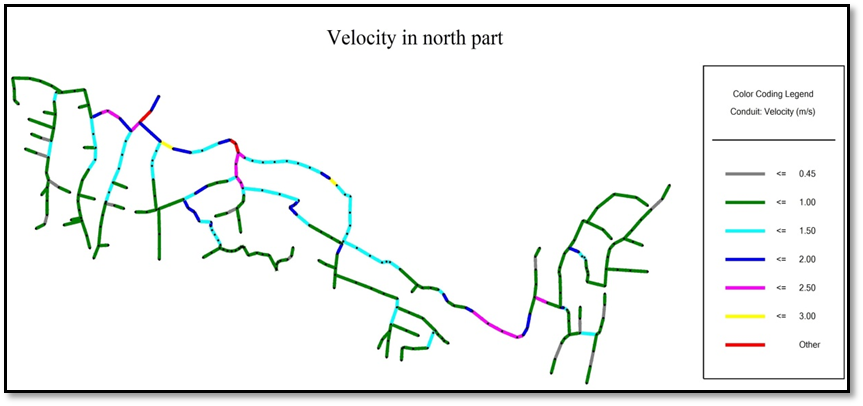 Velocity in north part
Color Coding Legend
Conduit: Velocity (m/s)
<= 0.45
<= 1.00
<= 1.50
<= 2.00
<= 2.50
<= 3.00
Other